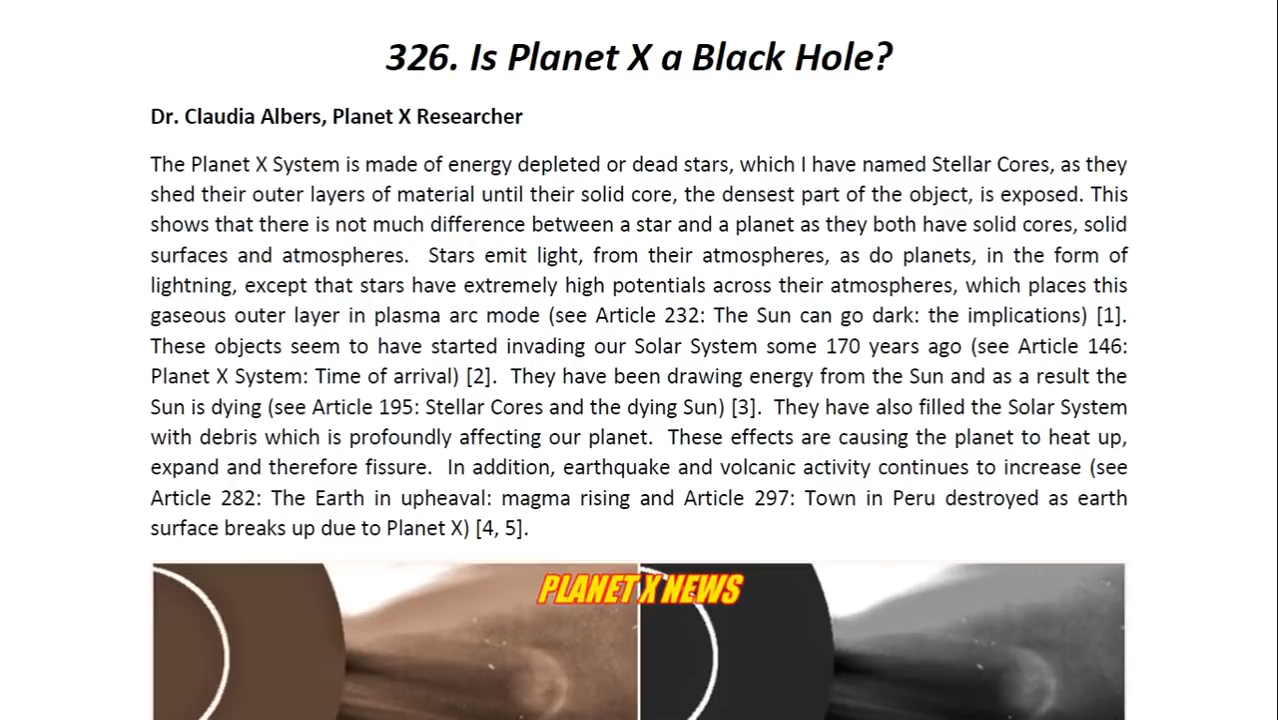 326. Is Planet X a Black Hole?
Dr. Claudia Albers, Planet X Researcher
The Planet X System is made of energy depleted or dead stars, which I have named Stellar Cores, as they
shed their outer layers of material until their solid core, the densest part of the object, is exposed. This
shows that there is not much difference between a star and a planet as they both have solid cores, solid
surfaces and atmospheres. Stars emit light, from their atmospheres, as do planets, in the form of
lightning, except that stars have extremely high potentials across their atmospheres, which places this
gaseous outer layer in plasma arc mode (see Article 232: The Sun can go dark: the implications) [1].
These objects seem to have started invading our Solar System some 170 years ago (see Article 146:
Planet X System: Time of arrival) [2]. They have been drawing energy from the Sun and as a result the
Sun is dying (see Article 195: Stellar Cores and the dying Sun) [3]. They have also filled the Solar System
with debris which is profoundly affecting our planet. These effects are causing the planet to heat up,
expand and therefore fissure. In addition, earthquake and volcanic activity continues to increase (see
Article 282: The Earth in upheaval: magma rising and Article 297: Town in Peru destroyed as earth
surface breaks up due to Planet X) [4, 5].
PLANET X NEWS